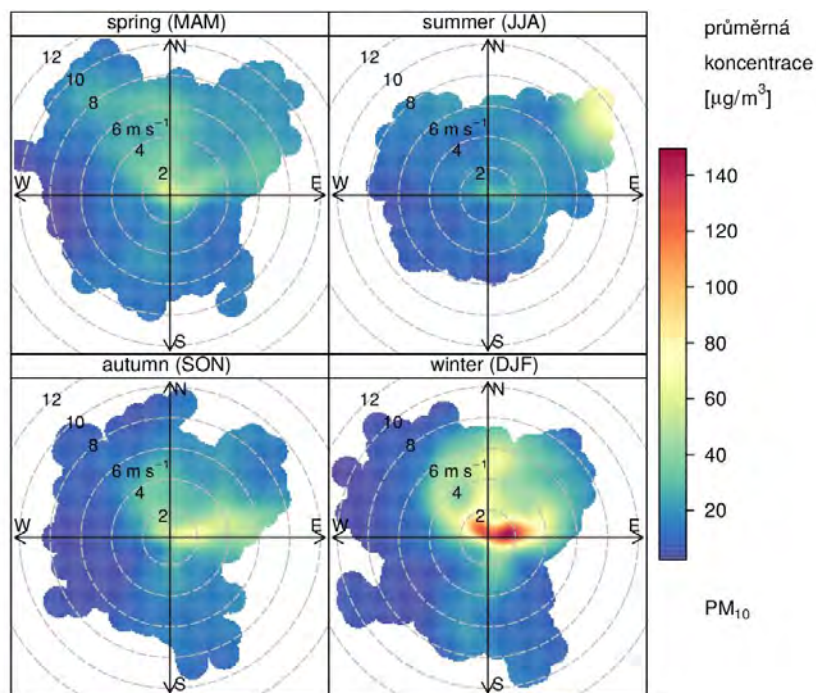 spring (MAM)
12
10
8
6 m s⁻¹
4
2
N
W
E
S
summer (JJA)
12
10
8
6 m s⁻¹
4
2
N
W
E
S
autumn (SON)
12
10
8
6 m s⁻¹
4
2
N
W
E
S
winter (DJF)
12
10
8
6 m s⁻¹
4
2
N
W
E
S
průměrná
koncentrace
[µg/m³]
140
120
100
80
60
40
20
PM₁₀